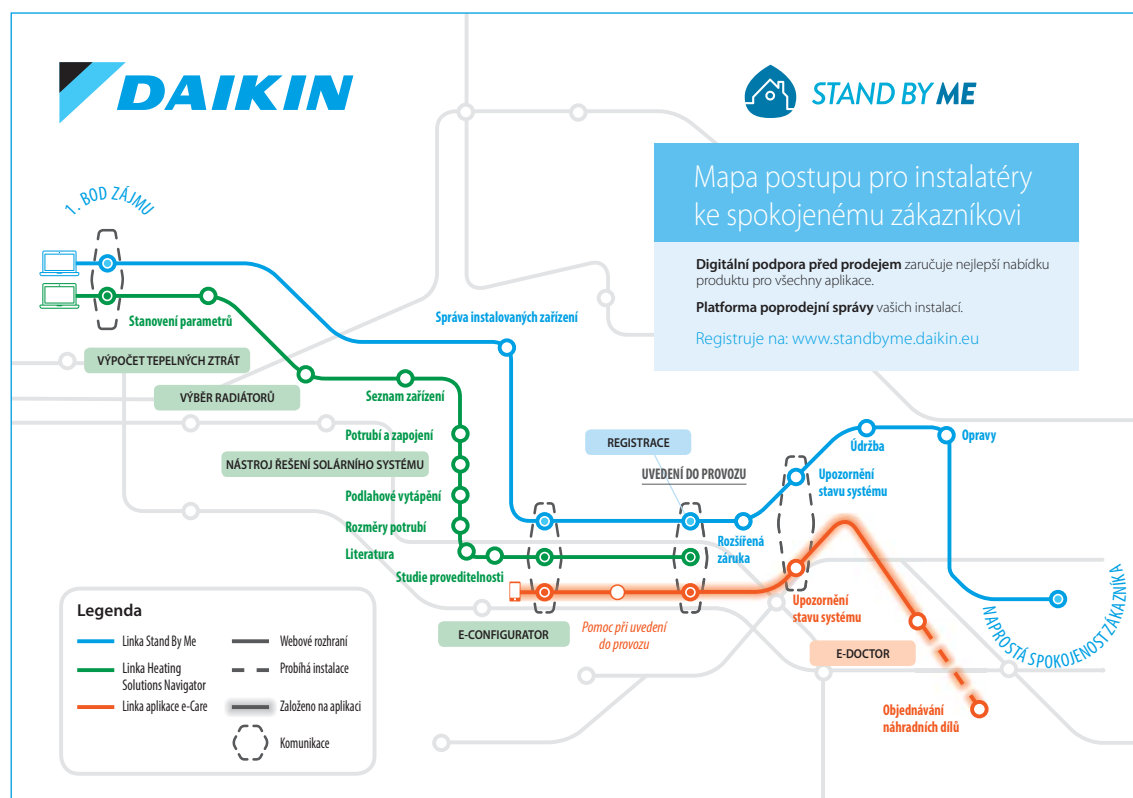 DAIKIN
STAND BY ME
Mapa postupu pro instalatéry
ke spokojenému zákazníkovi
Digitální podpora před prodejem zaručuje nejlepší nabídku
produktu pro všechny aplikace.
Platforma poprodejní správy vašich instalací.
Registruje na: www.standbyme.daikin.eu
1. BOD ZÁJMU
Stanovení parametrů
Správa instalovaných zařízení
VÝPOČET TEPELNÝCH ZTRÁT
VÝBĚR RADIÁTORŮ
Seznam zařízení
Potrubí a zapojení
NÁSTROJ ŘEŠENÍ SOLÁRNÍHO SYSTÉMU
Podlahové vytápění
Rozměry potrubí
Literatura
Studie proveditelnosti
REGISTRACE
UVEDENÍ DO PROVOZU
Rozšířená
záruka
Upozornění
stavu systému
Údržba
Opravy
E-CONFIGURATOR
Pomoc při uvedení
do provozu
Upozornění
stavu systému
E-DOCTOR
Objednávání
náhradních dílů
NAPROSTÁ SPOKOJENOST ZÁKAZNÍKA
Legenda
Linka Stand By Me
Linka Heating
Solutions Navigator
Linka aplikace e-Care
Webové rozhraní
Probíhá instalace
Založeno na aplikaci
Komunikace